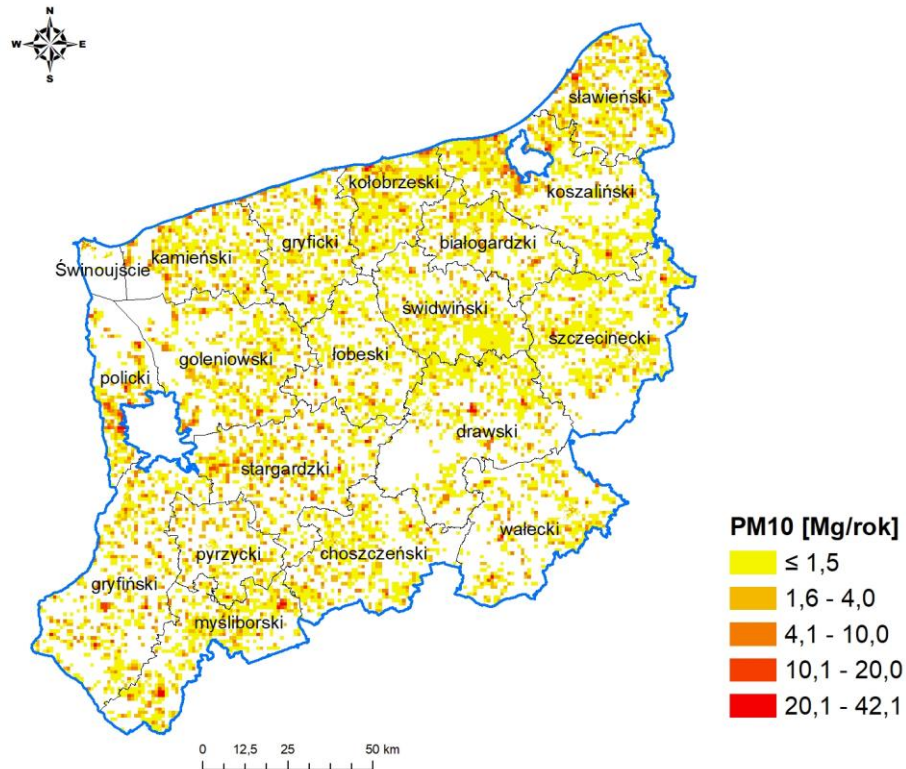 N
W E
S
sławieński
koszaliński
kołobrzeski
białogardzki
gryficki
kamieński
Świnoujście
świdwiński
szczecinecki
łobeski
goleniowski
policki
drawski
stargardzki
wałecki
choszczeński
pyrzycki
gryfiński
myśliborski
PM10 [Mg/rok]
≤ 1,5
1,6 - 4,0
4,1 - 10,0
10,1 - 20,0
20,1 - 42,1
0 12,5 25 50 km